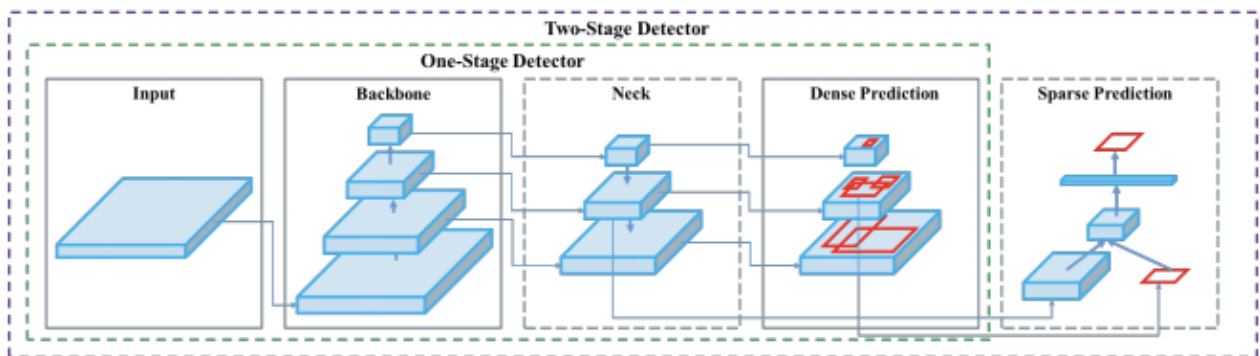 Two-Stage Detector
One-Stage Detector
Input
Backbone
Neck
Dense Prediction
Sparse Prediction